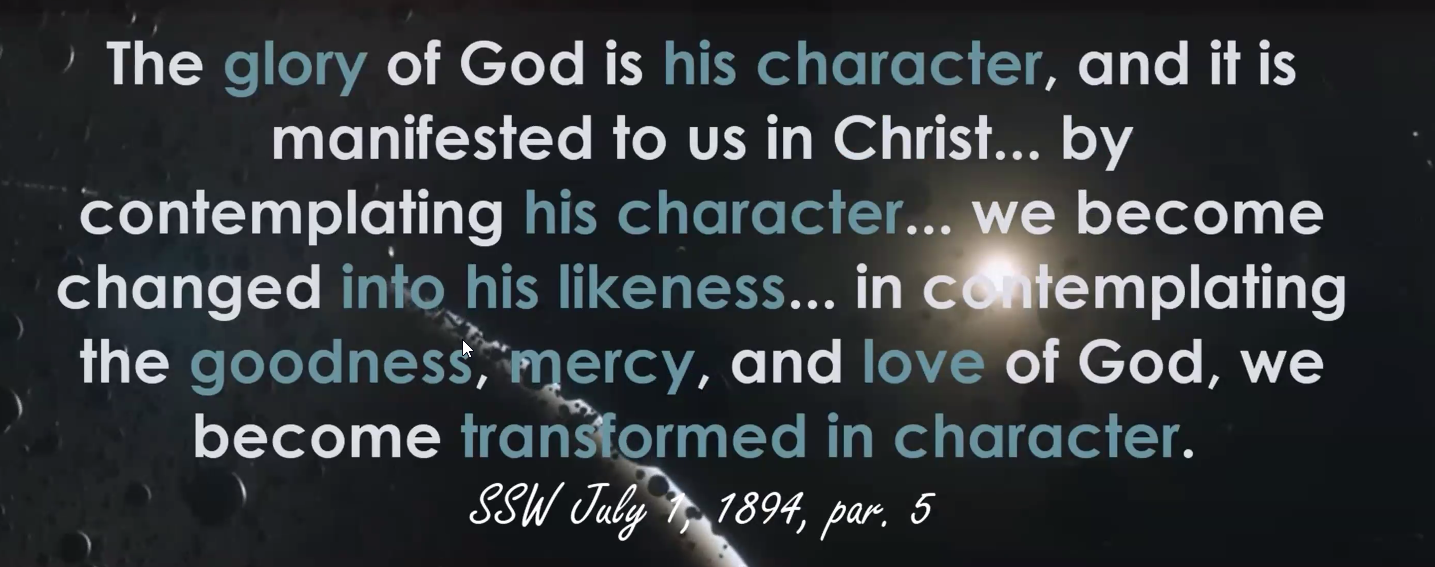 The glory of God is his character, and it is
manifested to us in Christ... by
contemplating his character... we become
changed into his likeness... in contemplating
the goodness, mercy, and love of God, we
become transformed in character.
SSW July 1, 1894, par. 5